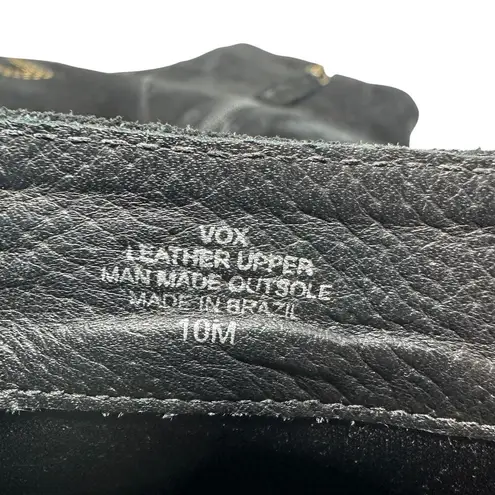 VOX
LEATHER UPPER
MAN MADE OUTSOLE
MADE IN BRAZIL
10M